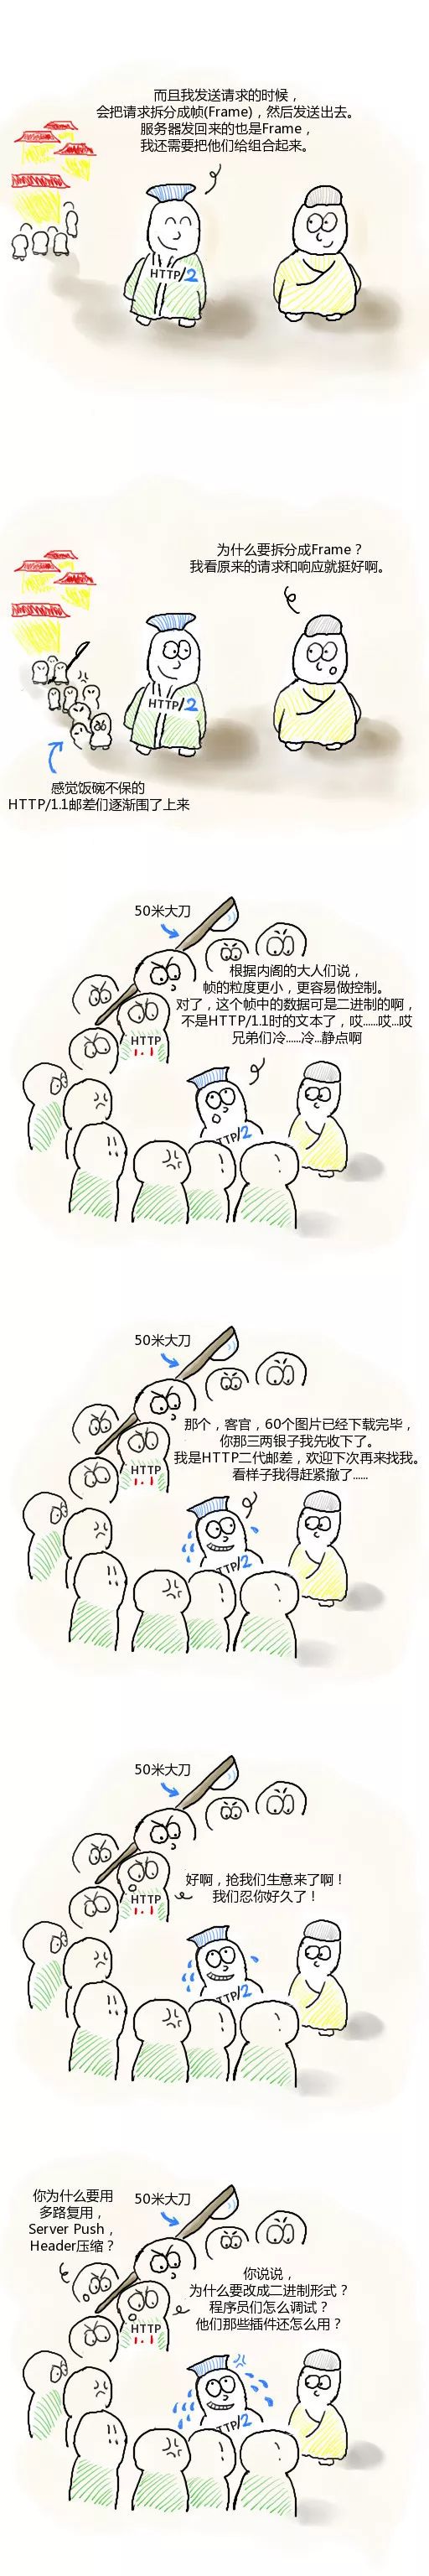 而且我发送请求的时候，
会把请求拆分成帧(Frame)，然后发送出去。
服务器发回来的也是Frame，
我还需要把他们给组合起来。
HTTP/2
为什么要拆分成Frame？
我看原来的请求和响应就挺好啊。
HTTP/2
感觉饭碗不保的
HTTP/1.1邮差们逐渐围了上来
50米大刀
根据内阁的大人们说，
帧的粒度更小，更容易做控制。
对了，这个帧中的数据可是二进制的啊，
不是HTTP/1.1时的文本了，哎……哎...哎
兄弟们冷……冷...静点啊
HTTP
1.1
TTP/2
50米大刀
那个，客官，60个图片已经下载完毕，
你那三两银子我先收下了。
我是HTTP二代邮差，欢迎下次再来找我。
看样子我得赶紧撤了……
HTTP
1.1
TTP/2
50米大刀
好啊，抢我们生意来了啊！
我们忍你好久了！
HTTP
1.1
TTP/2
你为什么要用
多路复用，
Server Push，
Header压缩？
50米大刀
你说说，
为什么要改成二进制形式？
程序员们怎么调试？
他们那些插件还怎么用？
HTTP
1.1
TTP/2